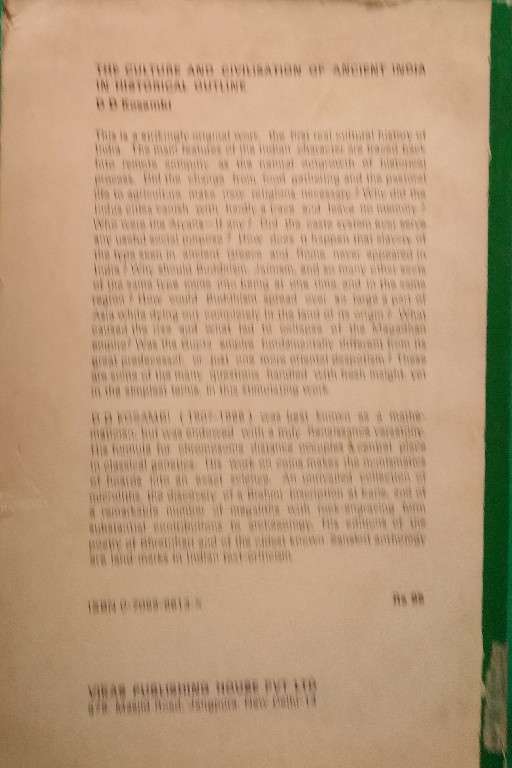 THE CULTURE AND CIVILISATION OF ANCIENT INDIA
IN HISTORICAL OUTLINE
D D Kosambi
This is a strikingly original work, the first real cultural history of
India. The main features of the Indian character are traced back
into remote antiquity as the natural outgrowth of historical
process. Did the change from food gathering and the pastoral
life to agriculture make new religions necessary? Why did the
Indus cities vanish with hardly a trace and leave no memory?
Who were the Aryans—if any? Did the caste system ever serve
any useful social purpose? How does it happen that slavery of
the type seen in ancient Greece and Rome never appeared in
India? Why should Buddhism, Jainism, and so many other sects
of the same type come into being at one time and in the same
region? How could Buddhism spread over so large a part of
Asia while dying out completely in the land of its origin? What
caused the rise and what led to collapse of the Magadhan
empire? Was the Gupta empire fundamentally different from its
great predecessor, or just one more oriental despotism? These
are some of the many questions handled with fresh insight, yet
in the simplest terms, in this stimulating work.
D D KOSAMBI (1907-1966) was best known as a mathe-
matician, but was endowed with a truly Renaissance versatility.
His formula for chromosome distance occupies a central place
in classical genetics. His work on coins makes the numismatics
of hoards into an exact science. An unrivalled collection of
microliths, the discovery of a Brahmi inscription at Karle, and of
a remarkable number of megaliths with rock-engraving form
substantial contributions to archaeology. His editions of the
poetry of Bhartrihari and of the oldest known Sanskrit anthology
are land-marks in Indian text-criticism.
ISBN 0-7069-8613-5 Rs
VIKAS PUBLISHING HOUSE PVT LTD
Masjid Road, Jangpura, New Delhi-14